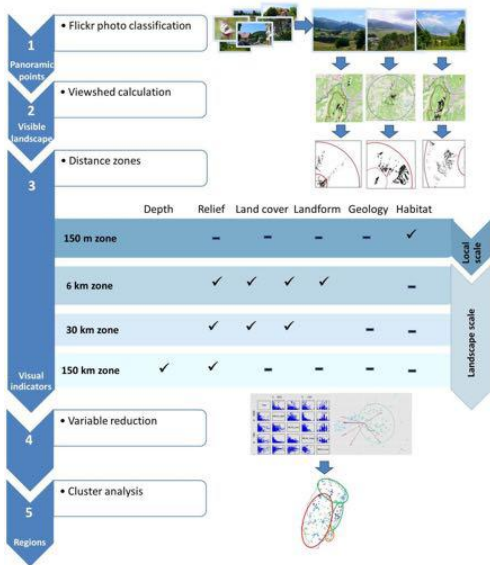 • Flickr photo classification
1
Panoramic
points
• Viewshed calculation
2
Visible
landscape
• Distance zones
3
Depth Relief Land cover Landform Geology Habitat
150 m zone - - - - ✓
Local
scale
6 km zone ✓ ✓ ✓ ✓ -
30 km zone ✓ ✓ ✓ - -
Landscape scale
150 km zone ✓ ✓ - - - -
Visual
indicators
• Variable reduction
4
• Cluster analysis
5
Regions